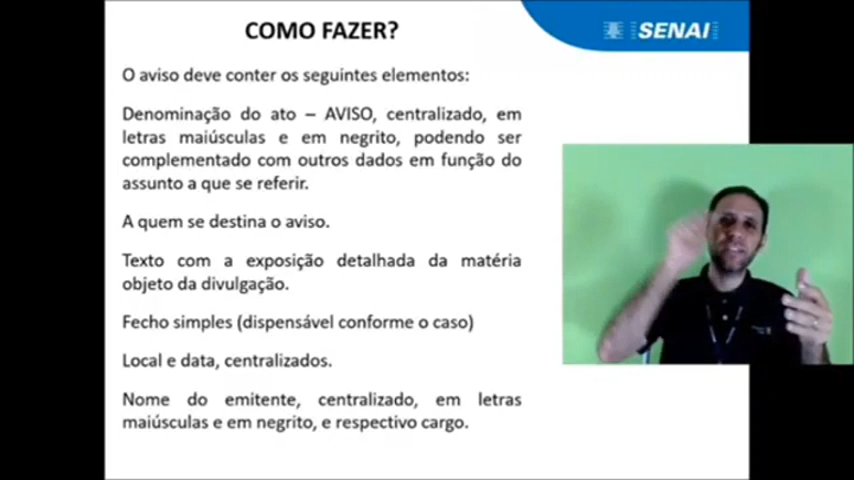 COMO FAZER?
SENAI
O aviso deve conter os seguintes elementos:
Denominação do ato – AVISO, centralizado, em
letras maiúsculas e em negrito, podendo ser
complementado com outros dados em função do
assunto a que se referir.
A quem se destina o aviso.
Texto com a exposição detalhada da matéria
objeto da divulgação.
Fecho simples (dispensável conforme o caso)
Local e data, centralizados.
Nome do emitente, centralizado, em letras
maiúsculas e em negrito, e respectivo cargo.